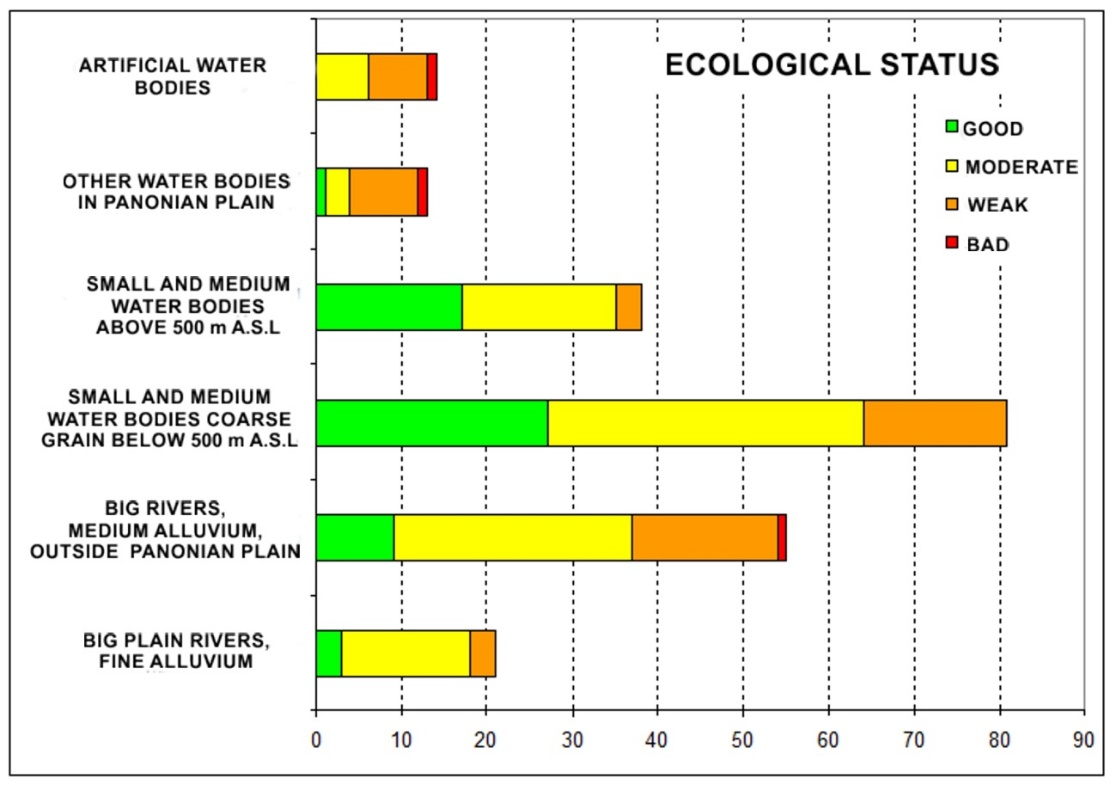 ECOLOGICAL STATUS
GOOD
MODERATE
WEAK
BAD
ARTIFICIAL WATER
BODIES
OTHER WATER BODIES
IN PANONIAN PLAIN
SMALL AND MEDIUM
WATER BODIES
ABOVE 500 m A.S.L
SMALL AND MEDIUM
WATER BODIES COARSE
GRAIN BELOW 500 m A.S.L
BIG RIVERS,
MEDIUM ALLUVIUM,
OUTSIDE PANONIAN PLAIN
BIG PLAIN RIVERS,
FINE ALLUVIUM
0 10 20 30 40 50 60 70 80 90